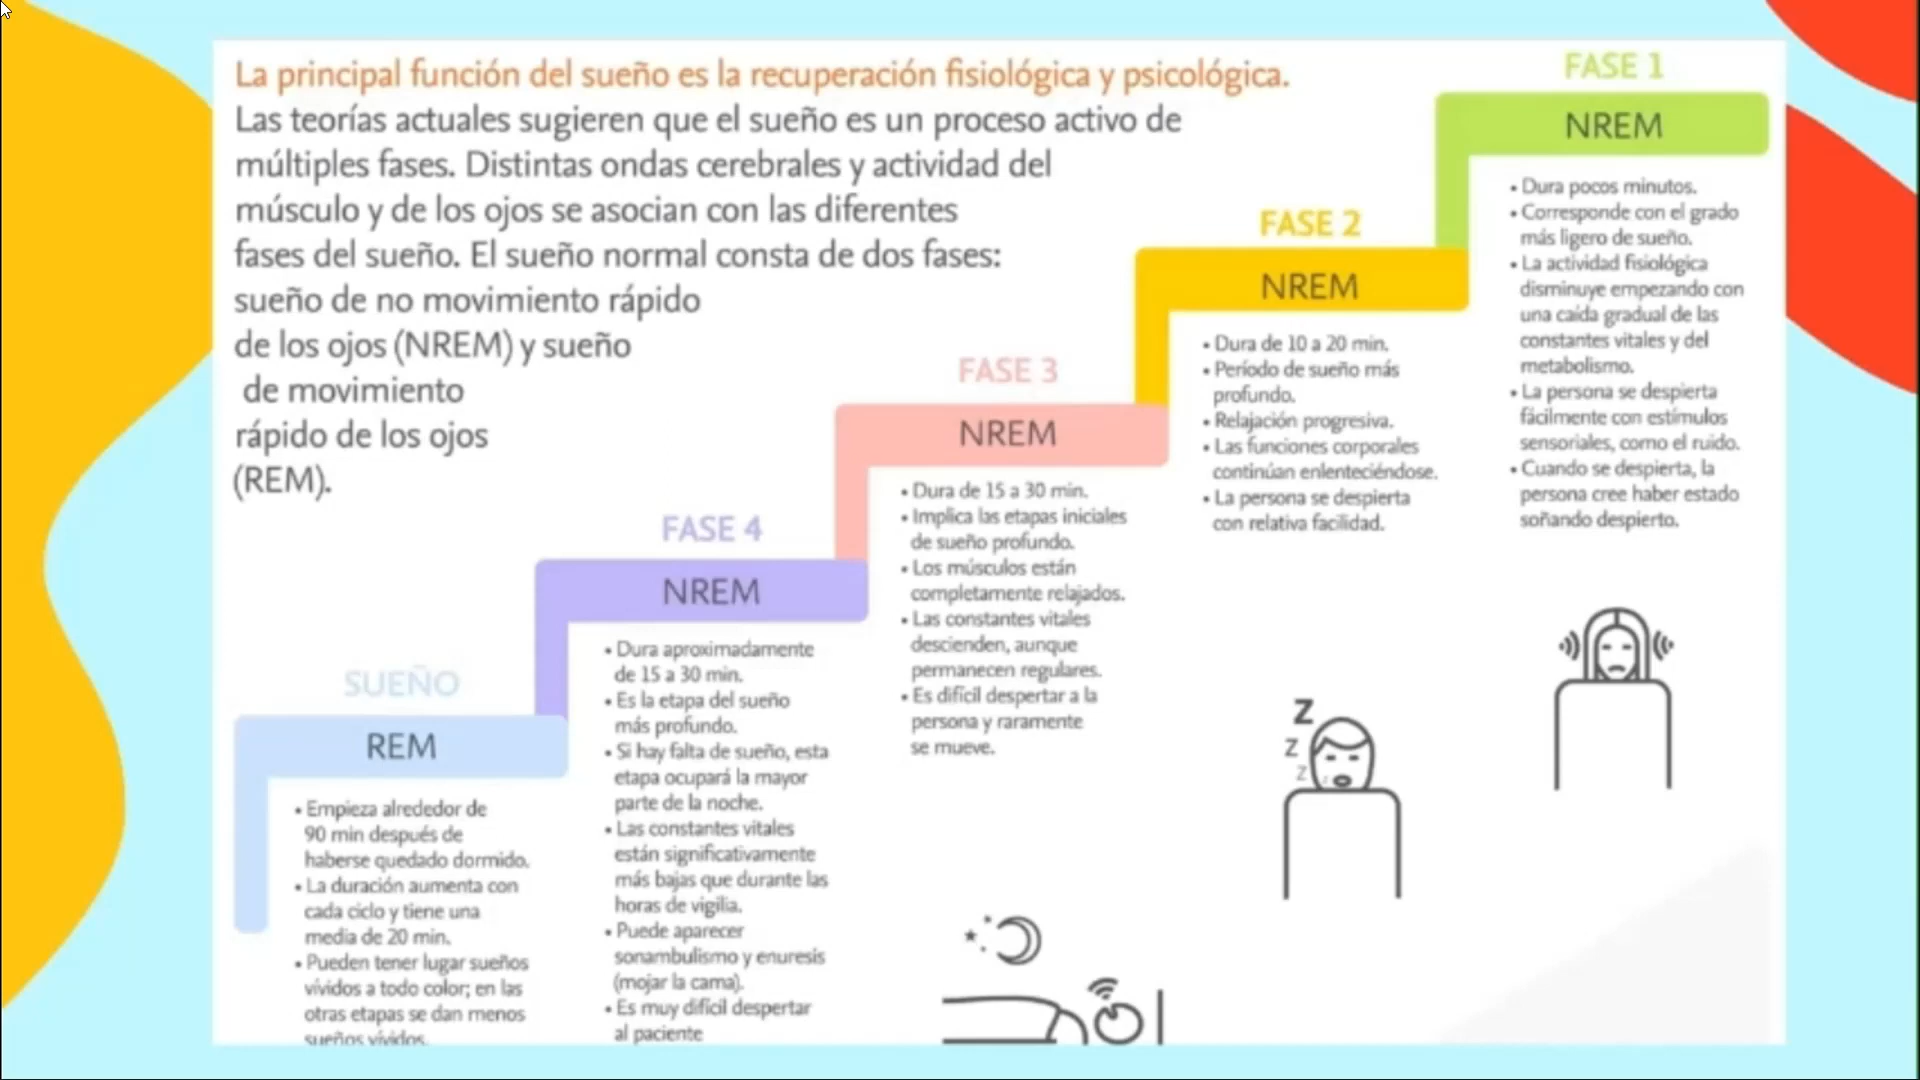 La principal función del sueño es la recuperación fisiológica y psicológica.
Las teorías actuales sugieren que el sueño es un proceso activo de
múltiples fases. Distintas ondas cerebrales y actividad del
músculo y de los ojos se asocian con las diferentes
fases del sueño. El sueño normal consta de dos fases:
sueño de no movimiento rápido
de los ojos (NREM) y sueño
de movimiento
rápido de los ojos
(REM).
FASE 1
NREM
• Dura pocos minutos.
• Corresponde con el grado
más ligero de sueño.
• La actividad fisiológica
disminuye empezando con
una caída gradual de las
constantes vitales y del
metabolismo.
• La persona se despierta
fácilmente con estímulos
sensoriales, como el ruido.
• Cuando se despierta, la
persona cree haber estado
soñando despierto.
FASE 2
NREM
• Dura de 10 a 20 min.
• Período de sueño más
profundo.
• Relajación progresiva.
• Las funciones corporales
continúan enlenteciéndose.
• La persona se despierta
con relativa facilidad.
FASE 3
NREM
• Dura de 15 a 30 min.
• Implica las etapas iniciales
de sueño profundo.
• Los músculos están
completamente relajados.
• Las constantes vitales
descienden, aunque
permanecen regulares.
• Es difícil despertar a la
persona y raramente
se mueve.
FASE 4
NREM
• Dura aproximadamente
de 15 a 30 min.
• Es la etapa del sueño
más profundo.
• Si hay falta de sueño, esta
etapa ocupará la mayor
parte de la noche.
• Las constantes vitales
están significativamente
más bajas que durante las
horas de vigilia.
• Puede aparecer
sonambulismo y enuresis
(mojar la cama).
• Es muy difícil despertar
al paciente
SUEÑO
REM
• Empieza alrededor de
90 min después de
haberse quedado dormido.
• La duración aumenta con
cada ciclo y tiene una
media de 20 min.
• Pueden tener lugar sueños
vívidos a todo color; en las
otras etapas se dan menos
sueños vívidos.
Z
Z
Z